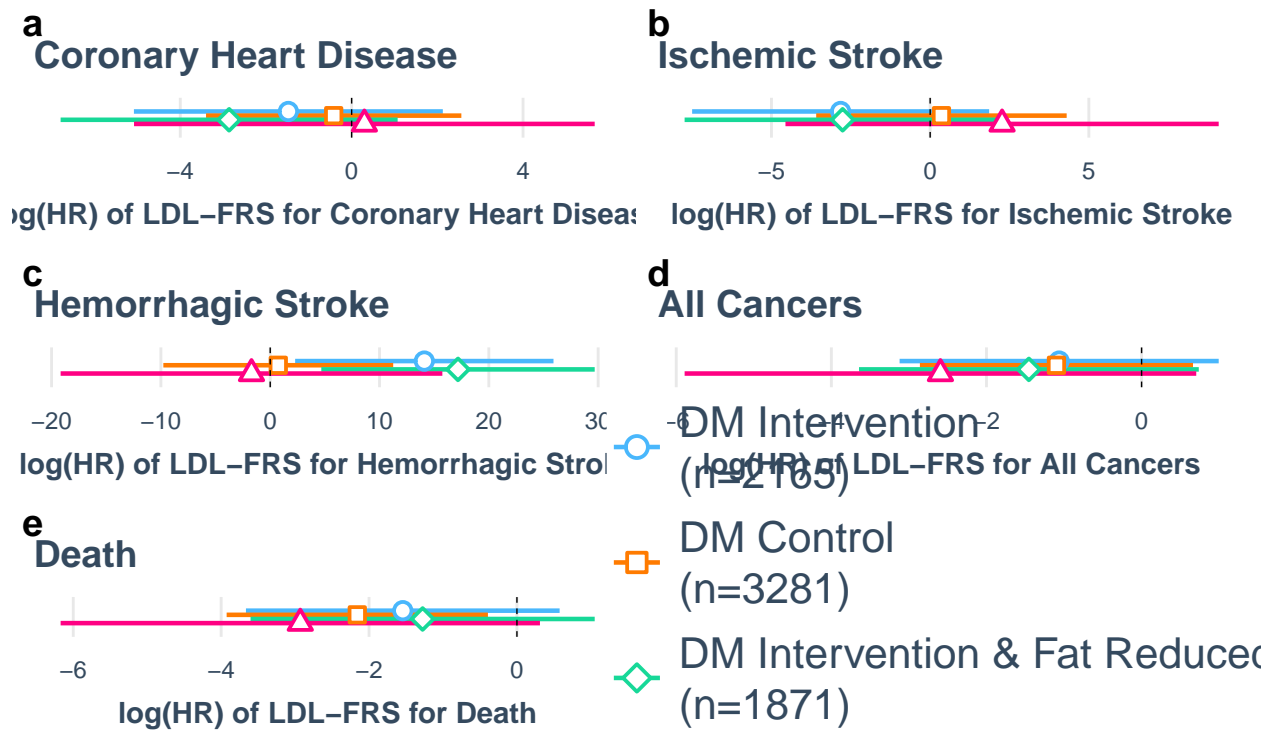 a
Coronary Heart Disease
−4 0 4
(HR) of LDL−FRS for Coronary Heart
b
Ischemic Stroke
−5 0 5
log(HR) of LDL−FRS for Ischemic Stroke
c
Hemorrhagic Stroke
−20 −10 0 10 20 30
log(HR) of LDL−FRS for Hemorrhagic
d
All Cancers
−6 −4 −2 0
log(HR) of LDL−FRS for All Cancers
e
Death
−6 −4 −2 0
log(HR) of LDL−FRS for Death
DM Intervention
(n=2165)
DM Control
(n=3281)
DM Intervention & Fat Reduced
(n=1871)